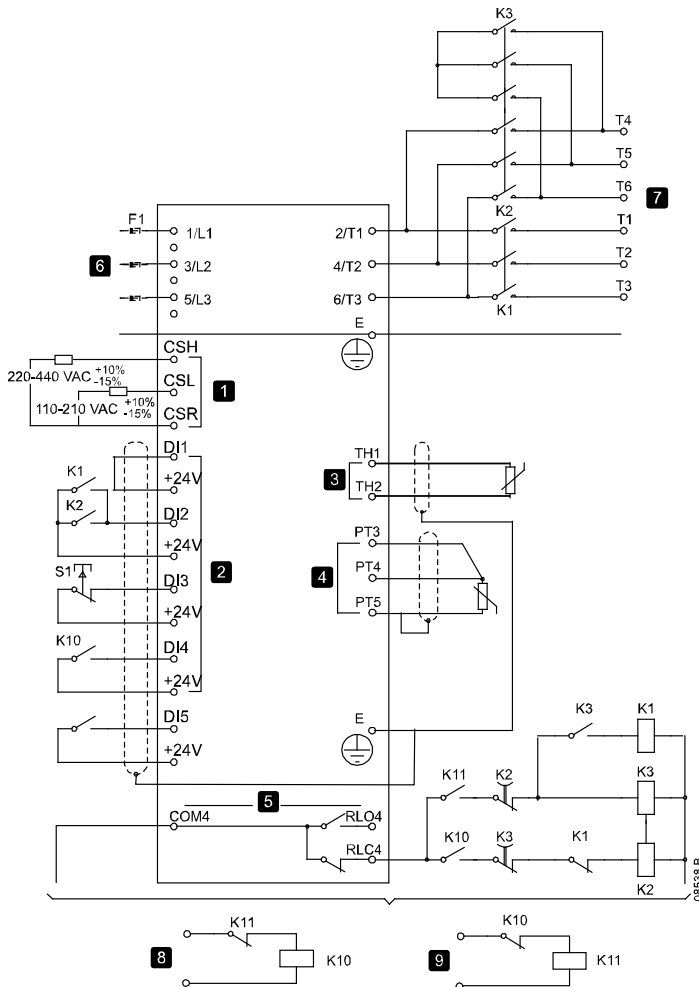 K3
T4
T5
T6
7
F1
1/L1
2/T1
K2
T1
6
3/L2
4/T2
T2
5/L3
6/T3
T3
K1
E
CSH
220-440 VAC +10% -15%
CSL
1
110-210 VAC +10% -15%
CSR
DI1
TH1
K1
+24V
3
TH2
K2
DI2
+24V
2
PT3
S1
DI3
4
PT4
+24V
PT5
K10
DI4
+24V
DI5
E
K3
K1
+24V
K11
K2
K3
5
COM4
RLO4
RLC4
K10
K3
K1
K2
08538.B
K11
K10
8
K10
9
K11